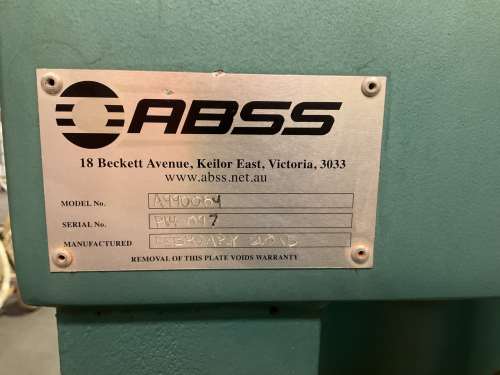 ABSS
18 Beckett Avenue, Keilor East, Victoria, 3033
www.abss.net.au
MODEL No.
SERIAL No.
MANUFACTURED FEBRUARY
REMOVAL OF THIS PLATE VOIDS WARRANTY